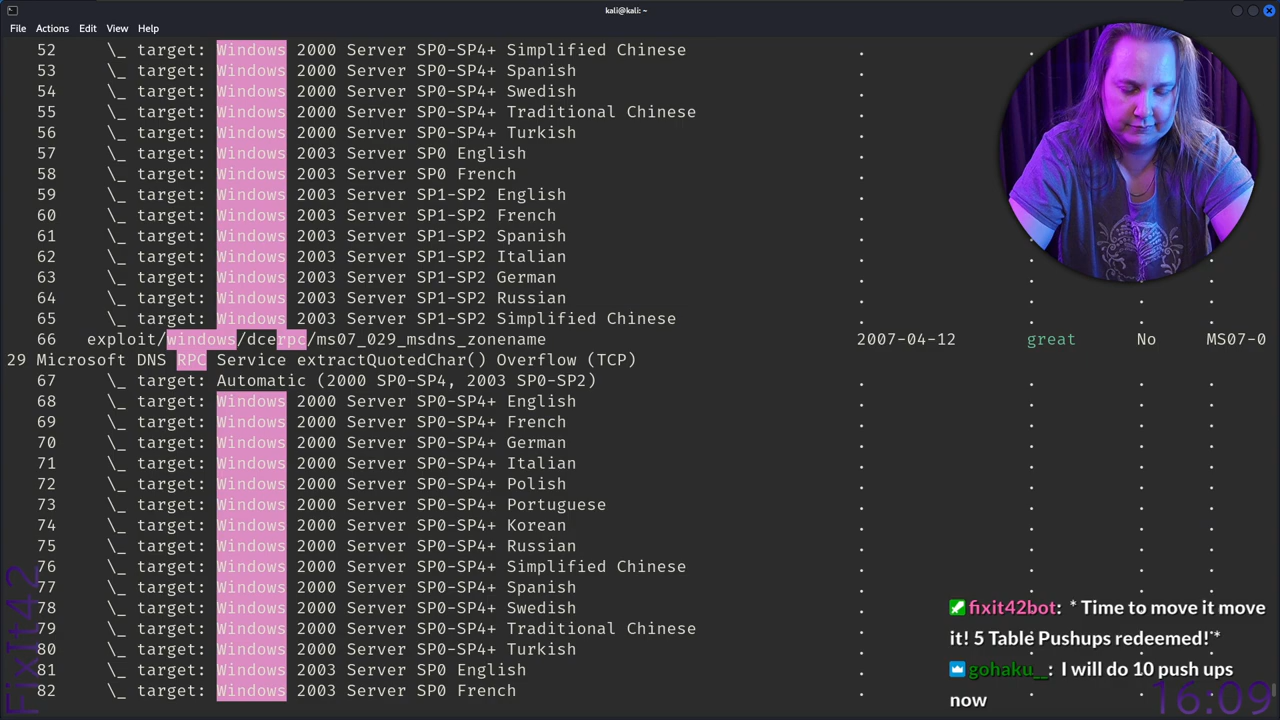 kali@kali: ~
File Actions Edit View Help
52 \_ target: Windows 2000 Server SP0-SP4+ Simplified Chinese . . . .
53 \_ target: Windows 2000 Server SP0-SP4+ Spanish . . . .
54 \_ target: Windows 2000 Server SP0-SP4+ Swedish . . . .
55 \_ target: Windows 2000 Server SP0-SP4+ Traditional Chinese . . . .
56 \_ target: Windows 2000 Server SP0-SP4+ Turkish . . . .
57 \_ target: Windows 2003 Server SP0 English . . . .
58 \_ target: Windows 2003 Server SP0 French . . . .
59 \_ target: Windows 2003 Server SP1-SP2 English . . . .
60 \_ target: Windows 2003 Server SP1-SP2 French . . . .
61 \_ target: Windows 2003 Server SP1-SP2 Spanish . . . .
62 \_ target: Windows 2003 Server SP1-SP2 Italian . . . .
63 \_ target: Windows 2003 Server SP1-SP2 German . . . .
64 \_ target: Windows 2003 Server SP1-SP2 Russian . . . .
65 \_ target: Windows 2003 Server SP1-SP2 Simplified Chinese . . . .
66 exploit/windows/dcerpc/ms07_029_msdns_zonename 2007-04-12 great No MS07-0
29 Microsoft DNS RPC Service extractQuotedChar() Overflow (TCP)
67 \_ target: Automatic (2000 SP0-SP4, 2003 SP0-SP2) . . . .
68 \_ target: Windows 2000 Server SP0-SP4+ English . . . .
69 \_ target: Windows 2000 Server SP0-SP4+ French . . . .
70 \_ target: Windows 2000 Server SP0-SP4+ German . . . .
71 \_ target: Windows 2000 Server SP0-SP4+ Italian . . . .
72 \_ target: Windows 2000 Server SP0-SP4+ Polish . . . .
73 \_ target: Windows 2000 Server SP0-SP4+ Portuguese . . . .
74 \_ target: Windows 2000 Server SP0-SP4+ Korean . . . .
75 \_ target: Windows 2000 Server SP0-SP4+ Russian . . . .
76 \_ target: Windows 2000 Server SP0-SP4+ Simplified Chinese . . . .
77 \_ target: Windows 2000 Server SP0-SP4+ Spanish . . . .
78 \_ target: Windows 2000 Server SP0-SP4+ Swedish . . . .
79 \_ target: Windows 2000 Server SP0-SP4+ Traditional Chinese . . . .
80 \_ target: Windows 2000 Server SP0-SP4+ Turkish . . . .
81 \_ target: Windows 2003 Server SP0 English . . . .
82 \_ target: Windows 2003 Server SP0 French . . . .
fixit42bot: * Time to move it move
it! 5 Table Pushups redeemed! *
gohaku__: I will do 10 push ups
now
16:09
FixIt42